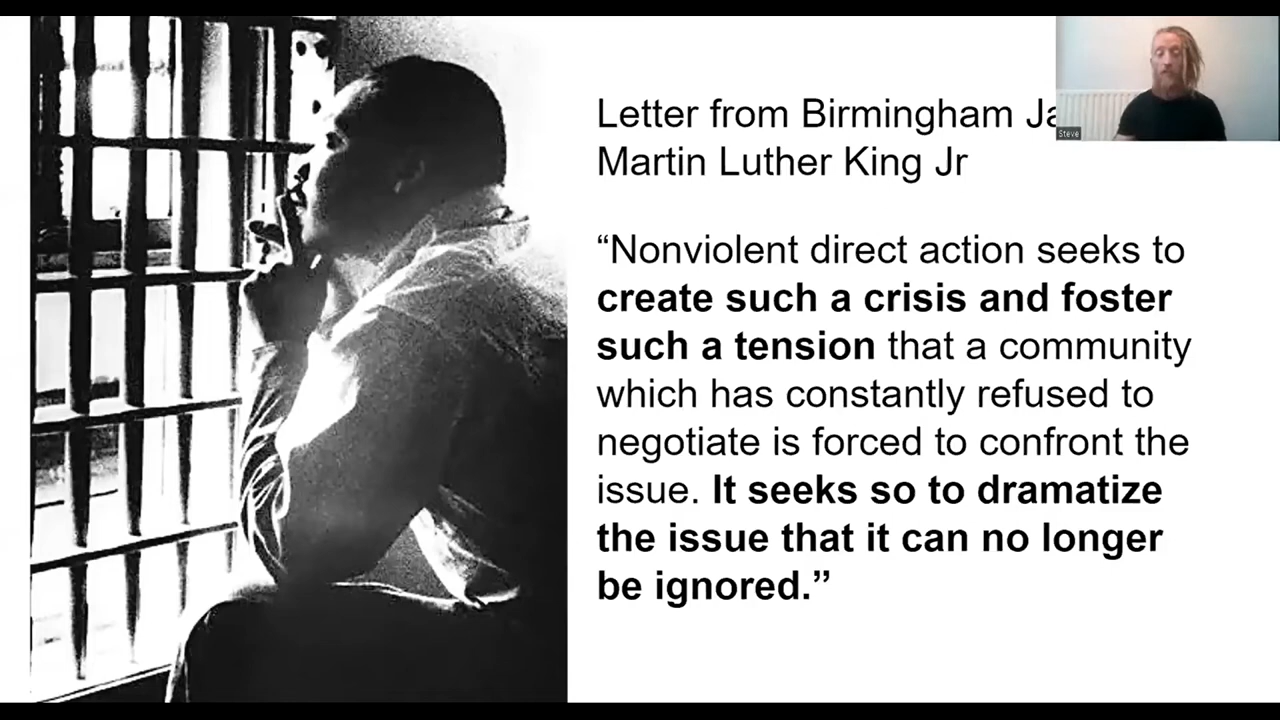 Letter from Birmingham Ja
Martin Luther King Jr
“Nonviolent direct action seeks to
create such a crisis and foster
such a tension that a community
which has constantly refused to
negotiate is forced to confront the
issue. It seeks so to dramatize
the issue that it can no longer
be ignored.”
Steve